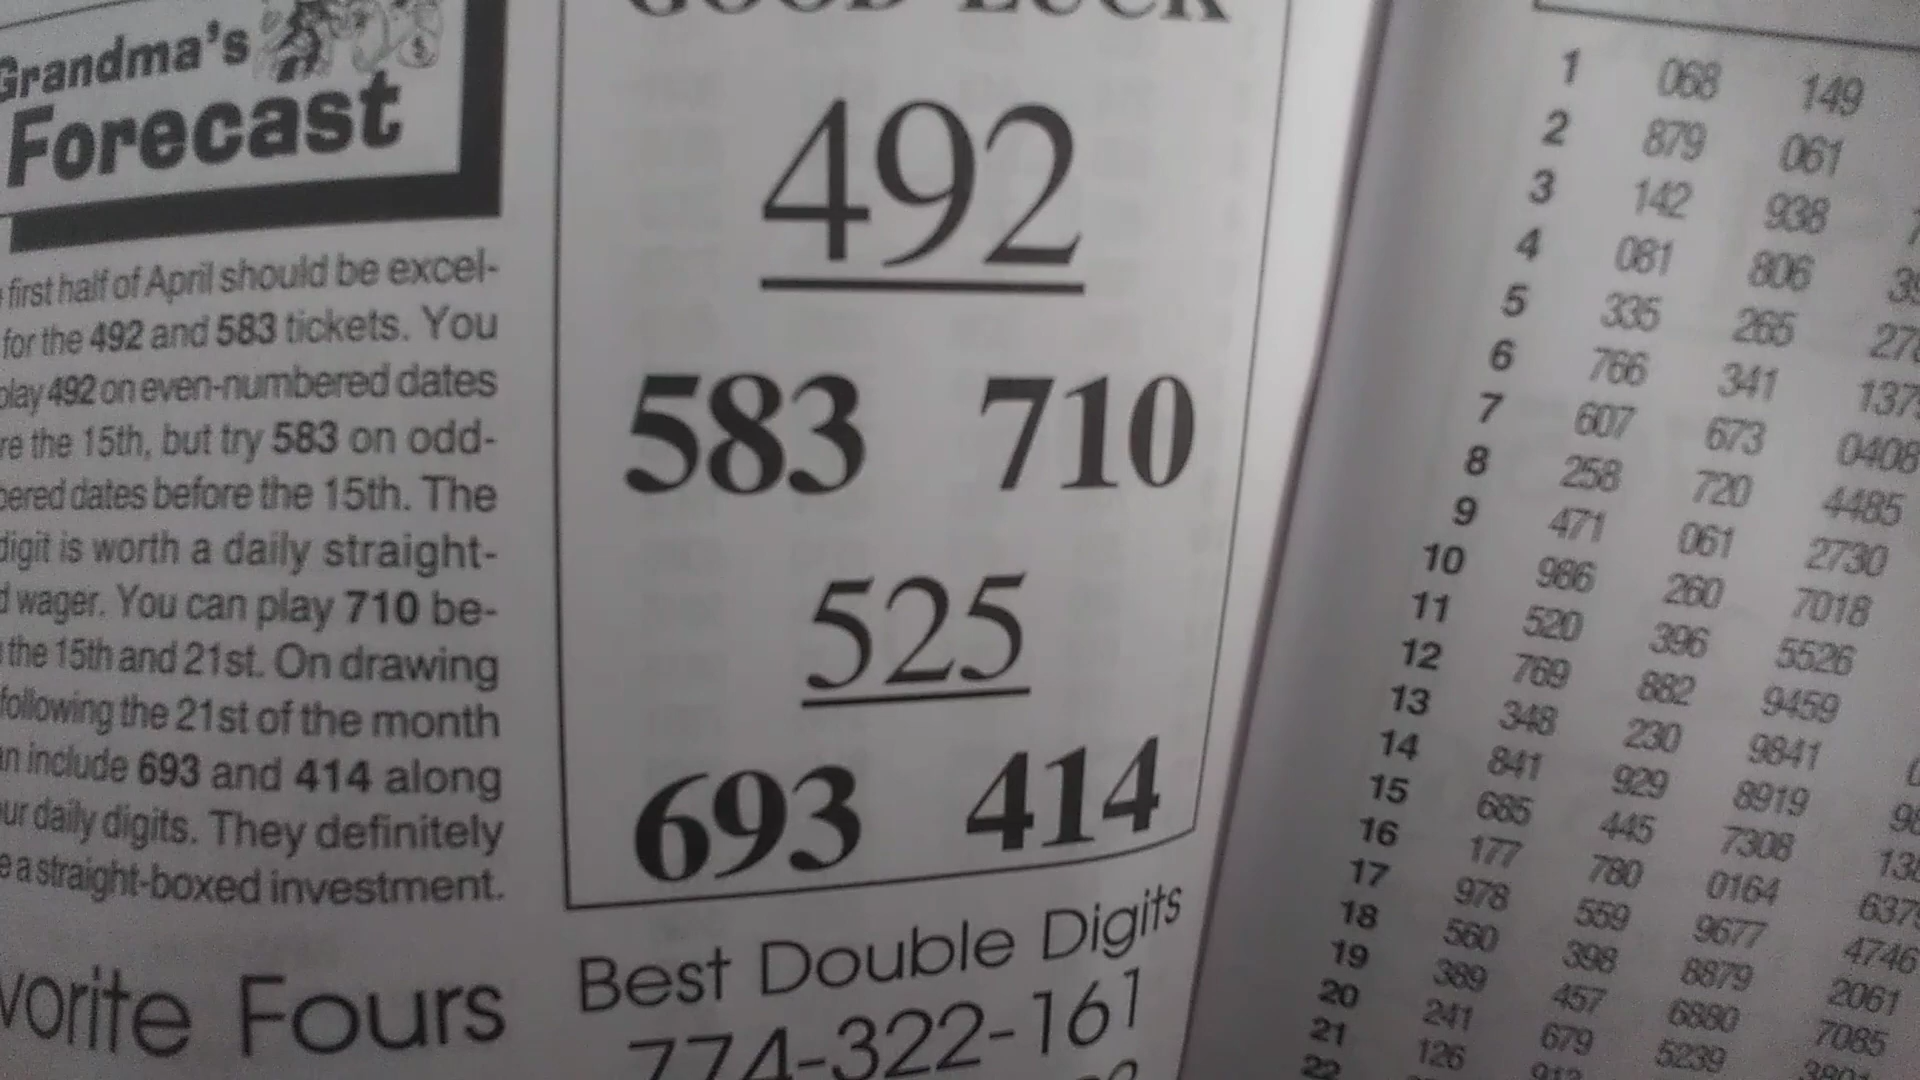 Grandma's
Forecast
first half of April should be excel-
for the 492 and 583 tickets. You
play 492 on even-numbered dates
the 15th, but try 583 on odd-
dates before the 15th. The
digit is worth a daily straight-
wager. You can play 710 be-
the 15th and 21st. On drawing
following the 21st of the month
include 693 and 414 along
daily digits. They definitely
a straight-boxed investment.
Fours
GOOD LUCK
492
583 710
525
693 414
Best Double Digits
774-322-161
1 068 149
2 879 061
3 142 938
4 081 806
5 335 265
6 766 341
7 607 673 0408
8 258 720 4485
9 471 061 2730
10 986 260 7018
11 520 396 5526
12 769 882 9459
13 348 230 9841
14 841 929 8919
15 685 445 7308
16 177 780 0164
17 978 559 9677 4746
18 560 398 8879 2061
19 389 457 6880 7085
20 241 679 5239
21 126
22